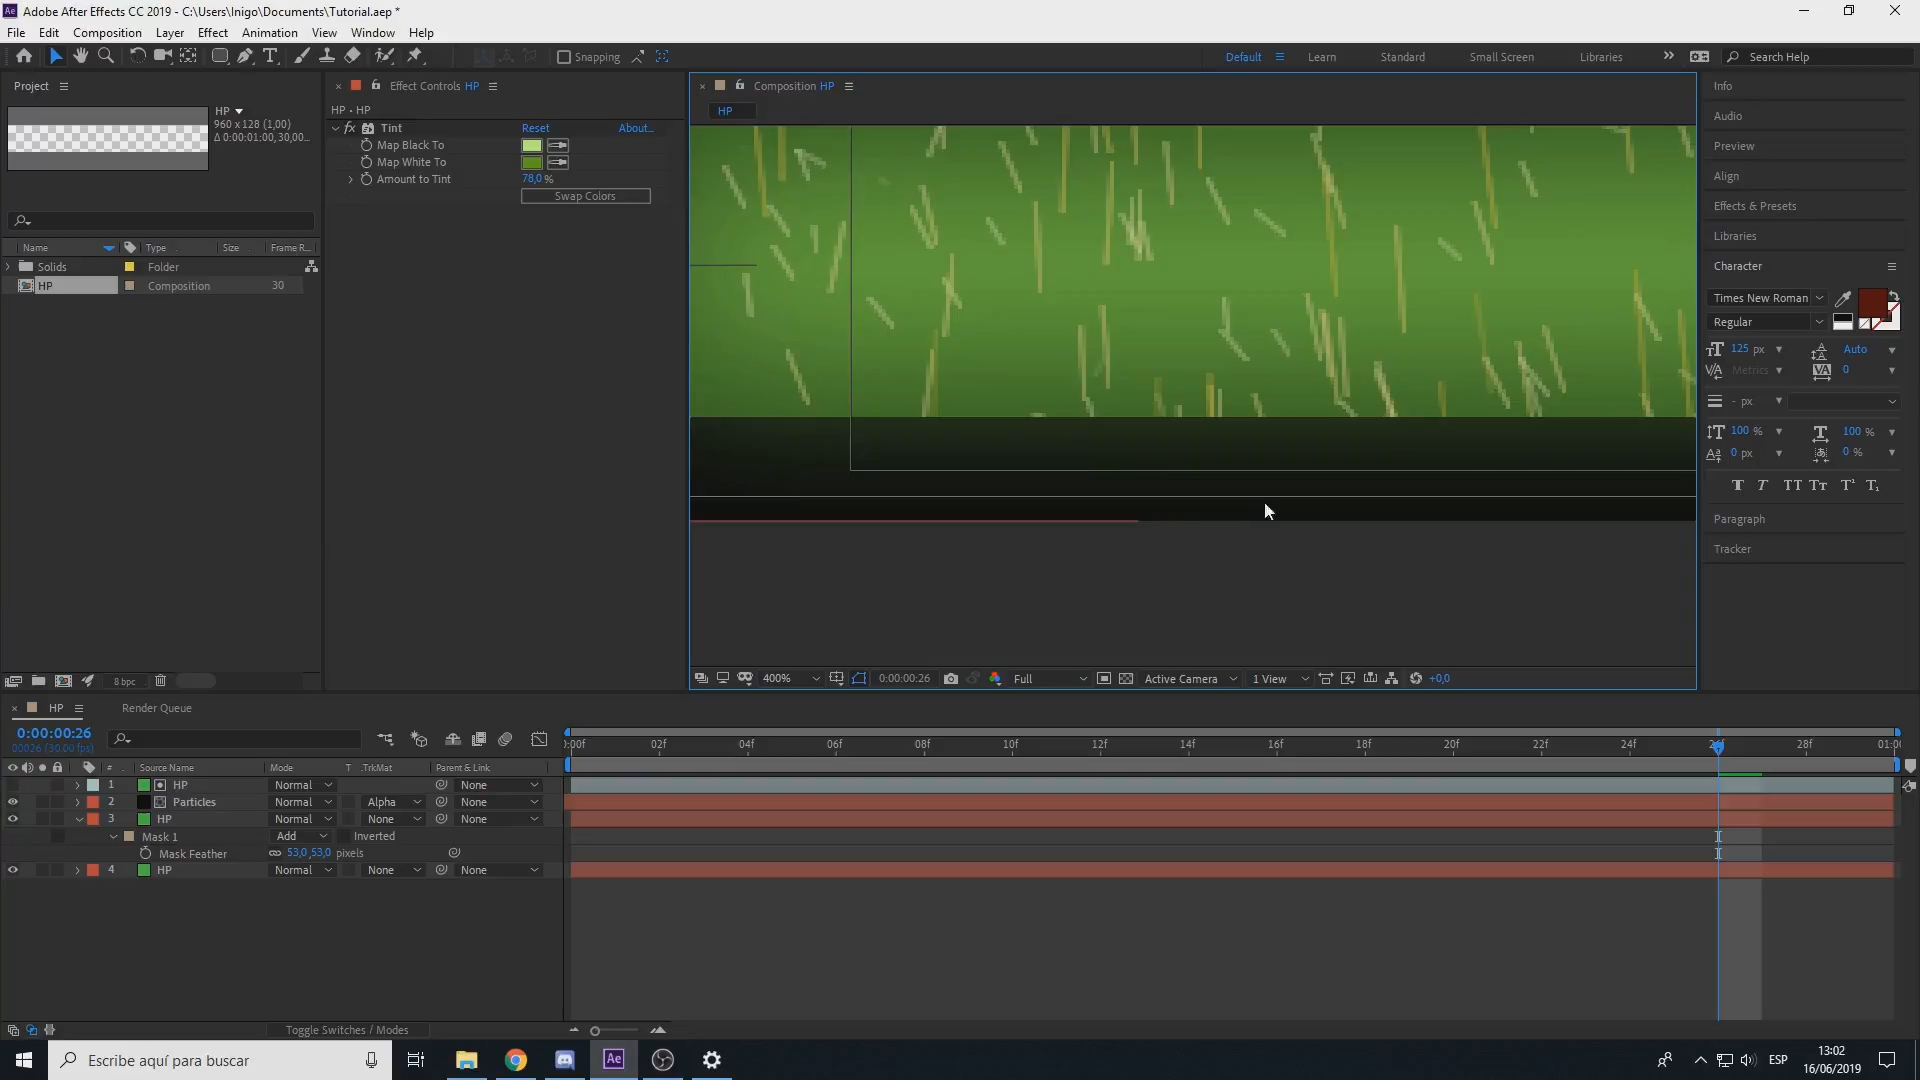 Adobe After Effects CC 2019 - C:\Users\Inigo\Documents\Tutorial.aep *
File Edit Composition Layer Effect Animation View Window Help
Snapping
Default Learn Standard Small Screen Libraries Search Help
Project
HP
960 x 128 (1,00)
Δ 0:00:01:00, 30,00...
Name Type Size Frame R...
Solids Folder
HP Composition 30
8 bpc
Effect Controls HP
HP • HP
fx Tint Reset About...
Map Black To
Map White To
Amount to Tint 78,0 %
Swap Colors
Composition HP
HP
400% 0:00:00:26 Full Active Camera 1 View +0,0
Info
Audio
Preview
Align
Effects & Presets
Libraries
Character
Times New Roman
Regular
125 px Auto
Metrics 0
- px
100 % 100 %
0 px 0 %
T T TT Tr T¹ T₁
Paragraph
Tracker
HP Render Queue
0:00:00:26
00026 (30.00 fps)
:00f 02f 04f 06f 08f 10f 12f 14f 16f 18f 20f 22f 24f 28f 01:00
# Source Name Mode T .TrkMat Parent & Link
1 HP Normal None
2 Particles Normal Alpha None
3 HP Normal None None
Mask 1 Add Inverted
Mask Feather 53,0,53,0 pixels
4 HP Normal None None
Toggle Switches / Modes
Escribe aquí para buscar
Ae
ESP
13:02
16/06/2019